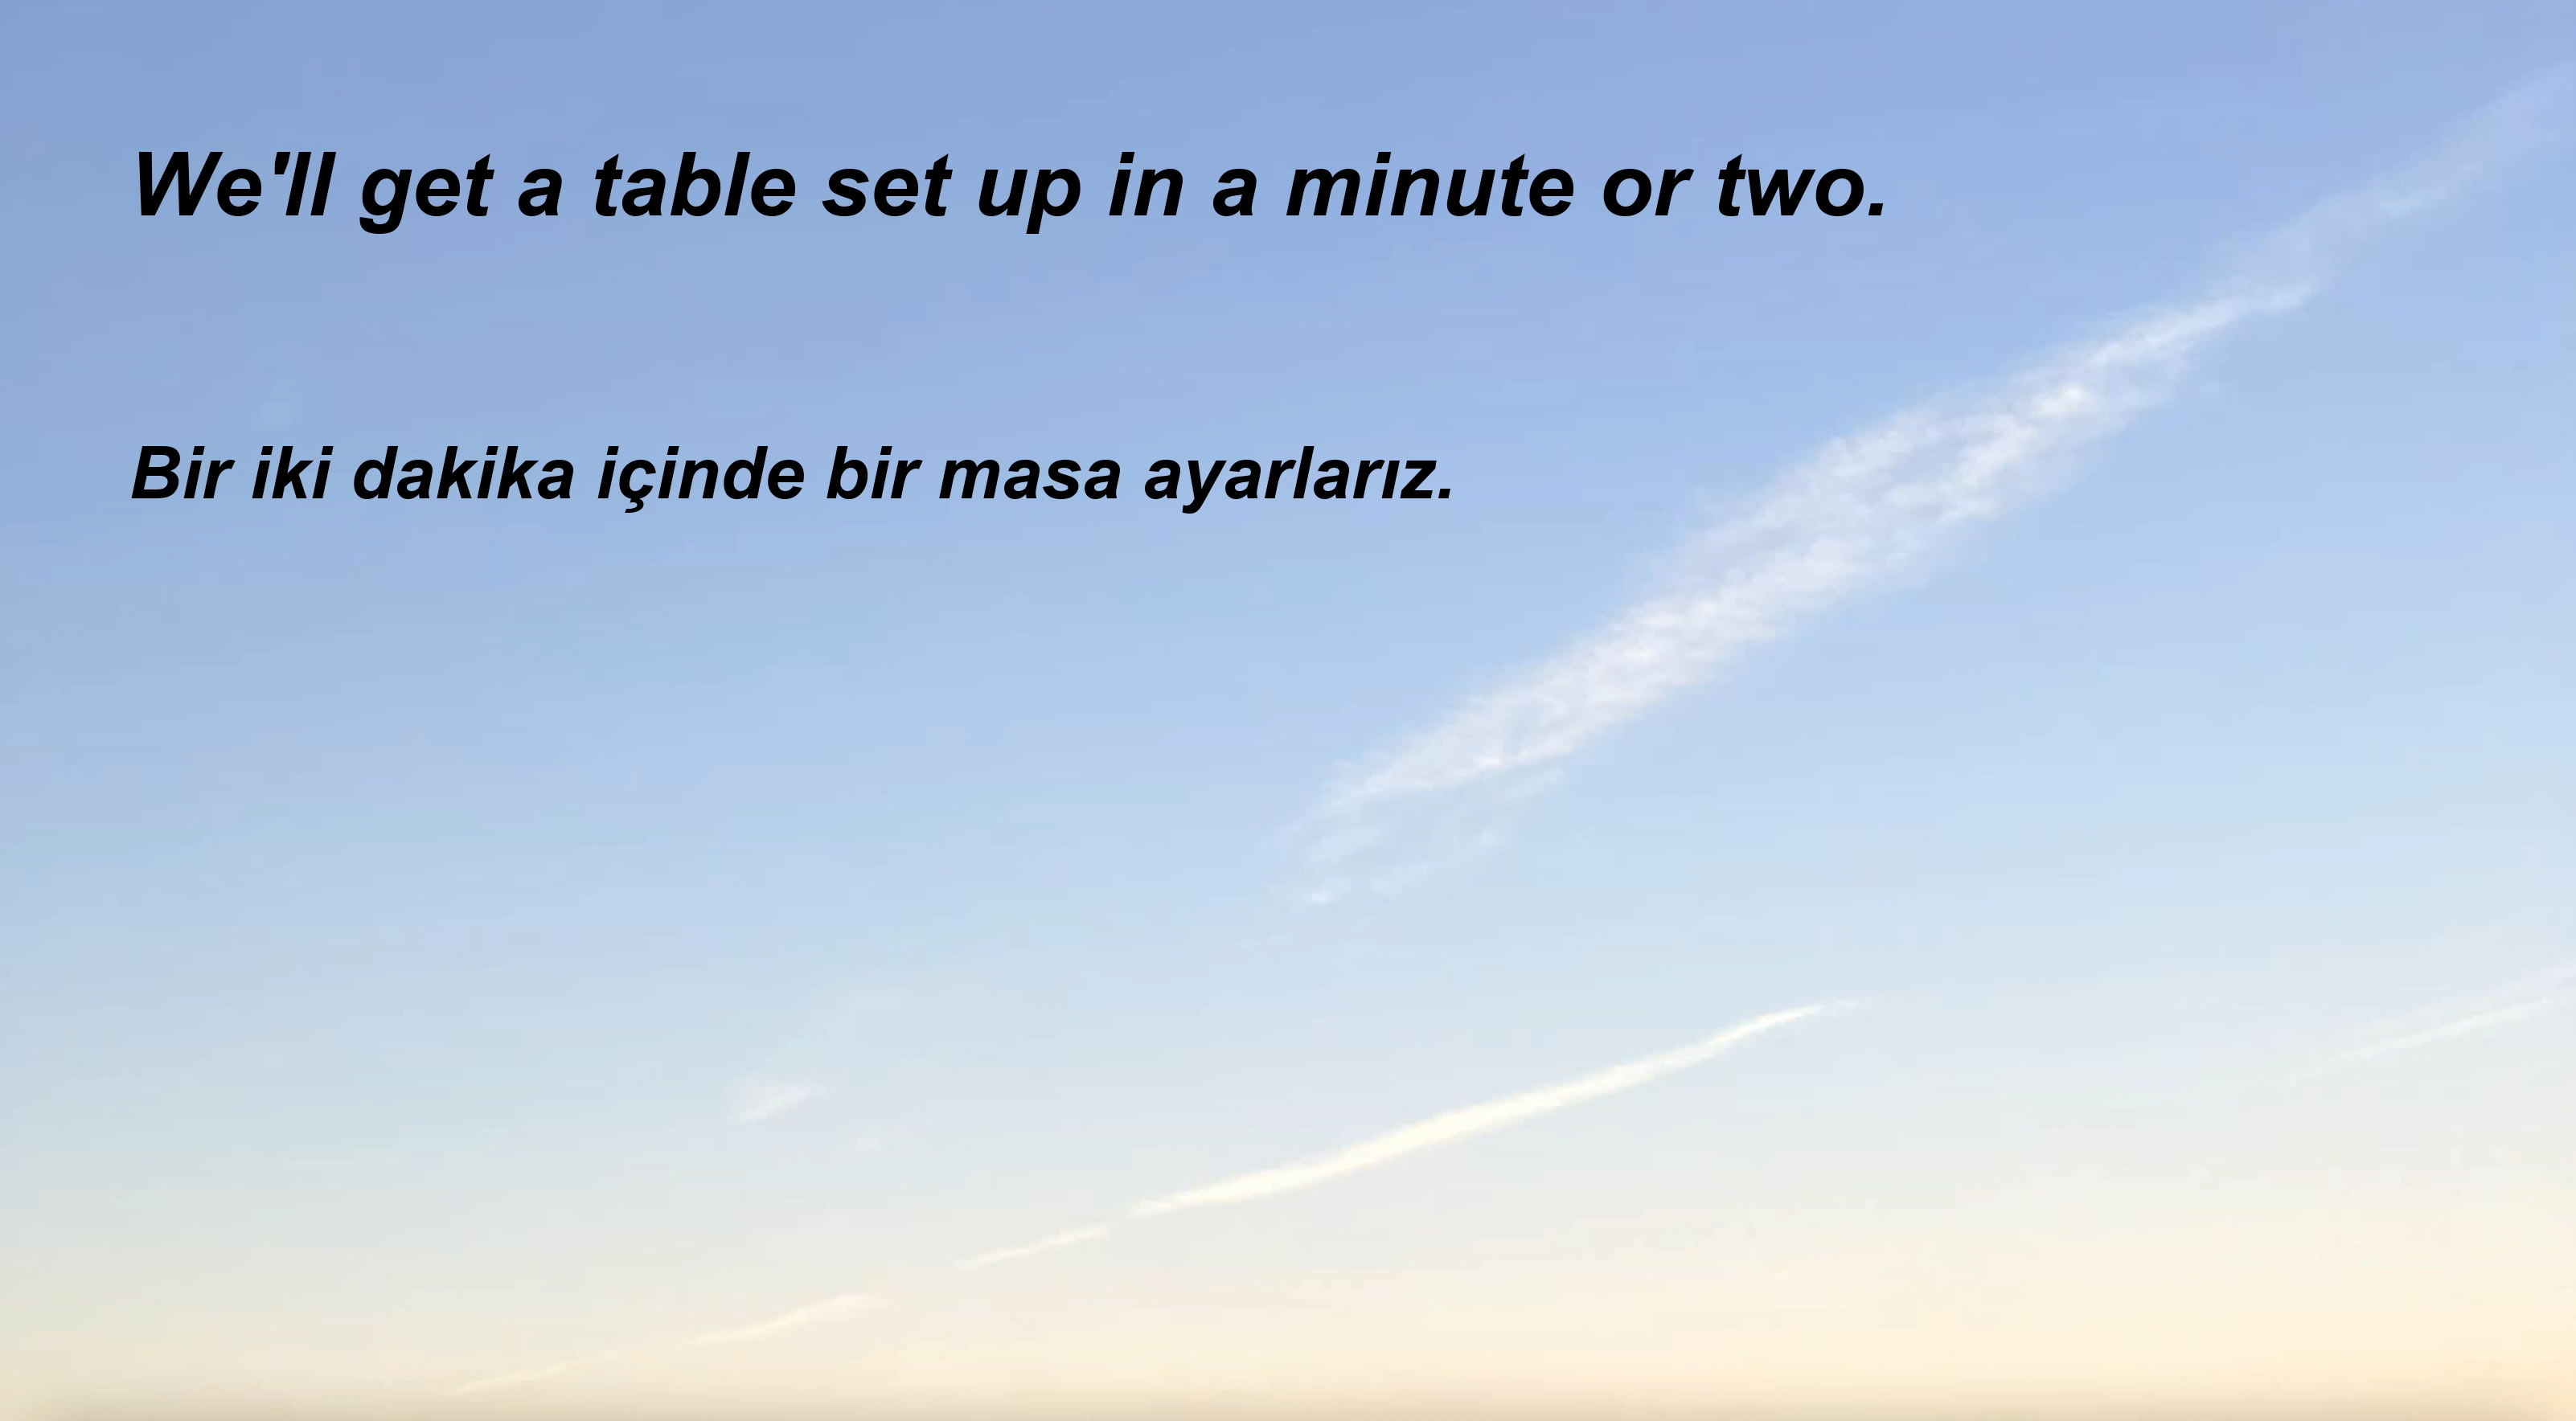 We'll get a table set up in a minute or two.
Bir iki dakika içinde bir masa ayarlarız.